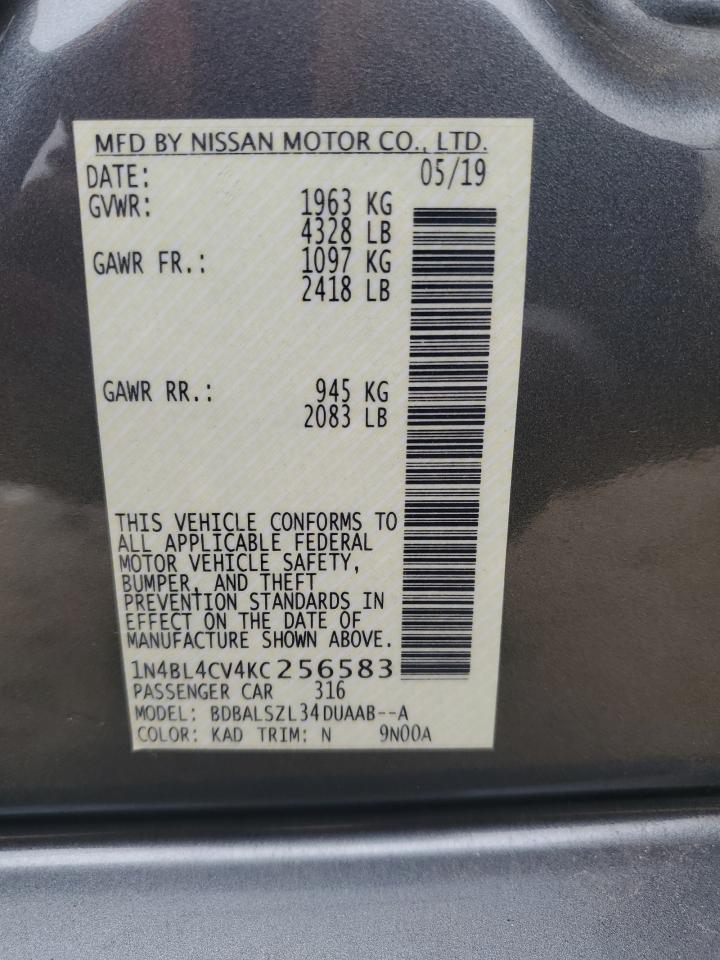 MFD BY NISSAN MOTOR CO., LTD.
DATE: 05/19
GVWR: 1963 KG
4328 LB
GAWR FR.: 1097 KG
2418 LB
GAWR RR.: 945 KG
2083 LB
THIS VEHICLE CONFORMS TO
ALL APPLICABLE FEDERAL
MOTOR VEHICLE SAFETY,
BUMPER, AND THEFT
PREVENTION STANDARDS IN
EFFECT ON THE DATE OF
MANUFACTURE SHOWN ABOVE.
1N4BL4CV4KC256583
PASSENGER CAR 316
MODEL: BDBALSZL34DUAAB--A
COLOR: KAD TRIM: N 9N00A